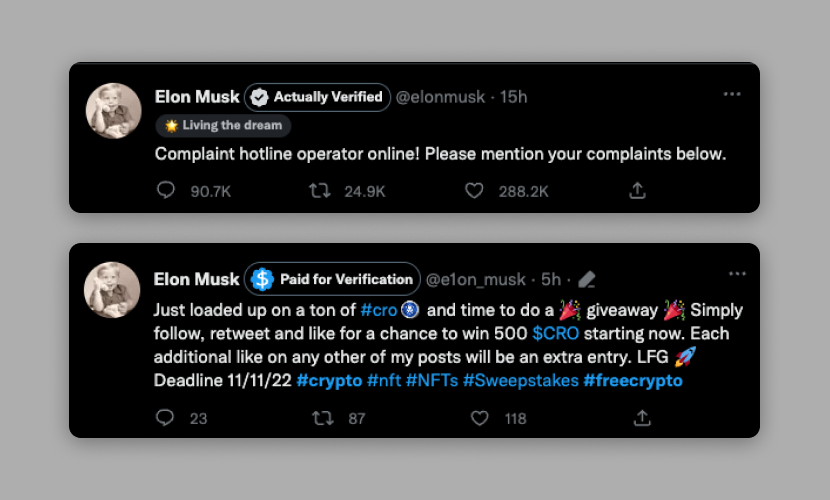 Elon Musk Actually Verified @elonmusk · 15h
🌟 Living the dream
Complaint hotline operator online! Please mention your complaints below.
90.7K 24.9K 288.2K
Elon Musk Paid for Verification @e1on_musk · 5h ·
Just loaded up on a ton of #cro and time to do a 🎉 giveaway 🎉 Simply
follow, retweet and like for a chance to win 500 $CRO starting now. Each
additional like on any other of my posts will be an extra entry. LFG 🚀
Deadline 11/11/22 #crypto #nft #NFTs #Sweepstakes #freecrypto
23 87 118